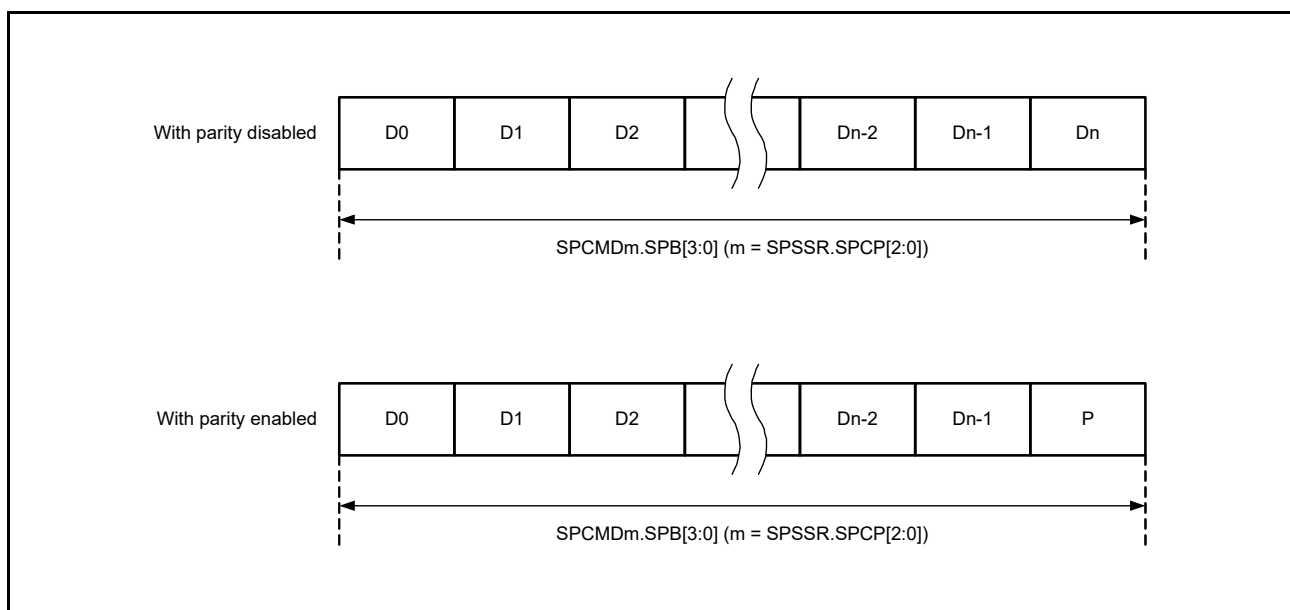 With parity disabled D0 D1 D2 Dn-2 Dn-1 Dn
SPCMDm.SPB[3:0] (m = SPSSR.SPCP[2:0])
With parity enabled D0 D1 D2 Dn-2 Dn-1 P
SPCMDm.SPB[3:0] (m = SPSSR.SPCP[2:0])